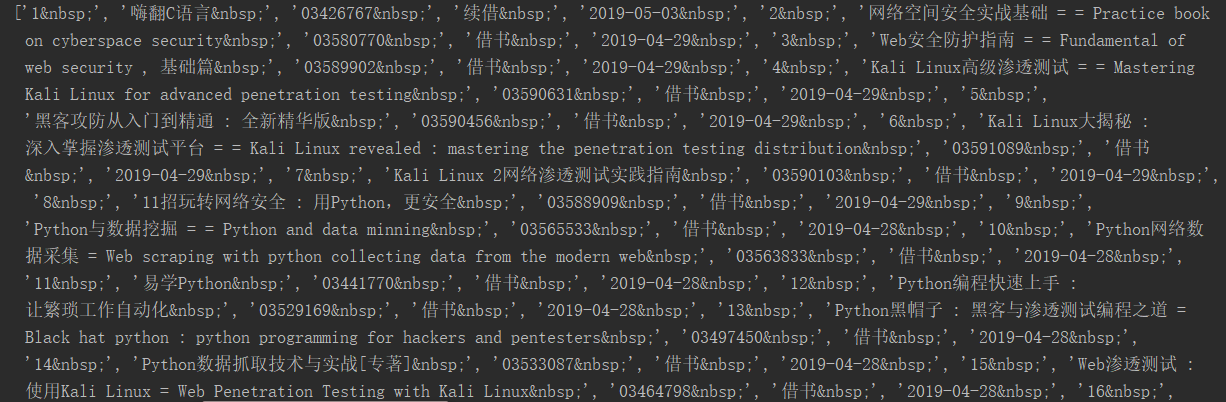 ['1&nbsp;', '嗨翻C语言&nbsp;', '03426767&nbsp;', '续借&nbsp;', '2019-05-03&nbsp;', '2&nbsp;', '网络空间安全实战基础 = = Practice book
on cyberspace security&nbsp;', '03580770&nbsp;', '借书&nbsp;', '2019-04-29&nbsp;', '3&nbsp;', 'Web安全防护指南 = = Fundamental of
web security , 基础篇&nbsp;', '03589902&nbsp;', '借书&nbsp;', '2019-04-29&nbsp;', '4&nbsp;', 'Kali Linux高级渗透测试 = = Mastering
Kali Linux for advanced penetration testing&nbsp;', '03590631&nbsp;', '借书&nbsp;', '2019-04-29&nbsp;', '5&nbsp;',
'黑客攻防从入门到精通 : 全新精华版&nbsp;', '03590456&nbsp;', '借书&nbsp;', '2019-04-29&nbsp;', '6&nbsp;', 'Kali Linux大揭秘 :
深入掌握渗透测试平台 = = Kali Linux revealed : mastering the penetration testing distribution&nbsp;', '03591089&nbsp;', '借书
&nbsp;', '2019-04-29&nbsp;', '7&nbsp;', 'Kali Linux 2网络渗透测试实践指南&nbsp;', '03590103&nbsp;', '借书&nbsp;', '2019-04-29&nbsp;',
'8&nbsp;', '11招玩转网络安全 : 用Python，更安全&nbsp;', '03588909&nbsp;', '借书&nbsp;', '2019-04-29&nbsp;', '9&nbsp;',
'Python与数据挖掘 = = Python and data minning&nbsp;', '03565533&nbsp;', '借书&nbsp;', '2019-04-28&nbsp;', '10&nbsp;', 'Python网络数
据采集 = Web scraping with python collecting data from the modern web&nbsp;', '03563833&nbsp;', '借书&nbsp;', '2019-04-28&nbsp;',
'11&nbsp;', '易学Python&nbsp;', '03441770&nbsp;', '借书&nbsp;', '2019-04-28&nbsp;', '12&nbsp;', 'Python编程快速上手 :
让繁琐工作自动化&nbsp;', '03529169&nbsp;', '借书&nbsp;', '2019-04-28&nbsp;', '13&nbsp;', 'Python黑帽子 : 黑客与渗透测试编程之道 =
Black hat python : python programming for hackers and pentesters&nbsp;', '03497450&nbsp;', '借书&nbsp;', '2019-04-28&nbsp;',
'14&nbsp;', 'Python数据抓取技术与实战[专著]&nbsp;', '03533087&nbsp;', '借书&nbsp;', '2019-04-28&nbsp;', '15&nbsp;', 'Web渗透测试 :
使用Kali Linux = Web Penetration Testing with Kali Linux&nbsp;', '03464798&nbsp;', '借书&nbsp;', '2019-04-28&nbsp;', '16&nbsp;',